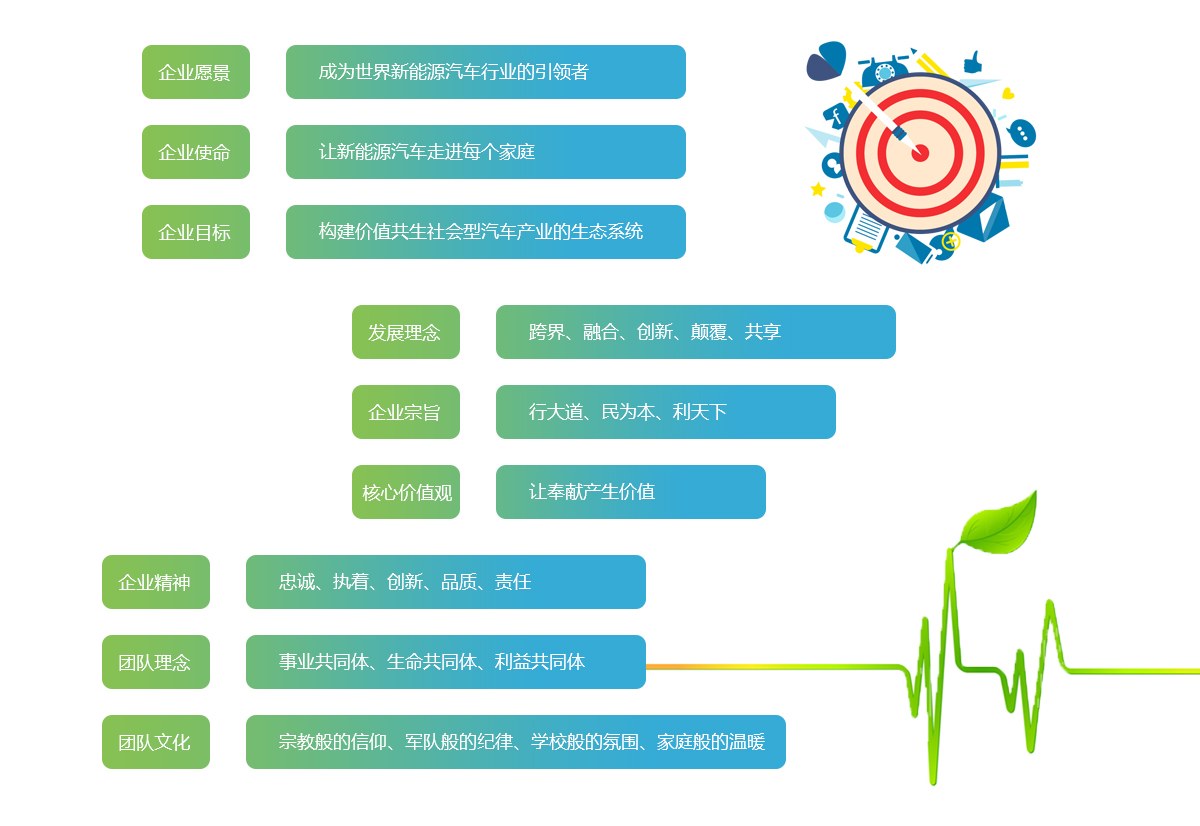 企业愿景 成为世界新能源汽车行业的引领者
企业使命 让新能源汽车走进每个家庭
企业目标 构建价值共生社会型汽车产业的生态系统
发展理念 跨界、融合、创新、颠覆、共享
企业宗旨 行大道、民为本、利天下
核心价值观 让奉献产生价值
企业精神 忠诚、执着、创新、品质、责任
团队理念 事业共同体、生命共同体、利益共同体
团队文化 宗教般的信仰、军队般的纪律、学校般的氛围、家庭般的温暖